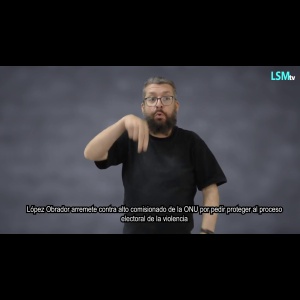 LSMtv
López Obrador arremete contra alto comisionado de la ONU por pedir proteger al proceso
electoral de la violencia